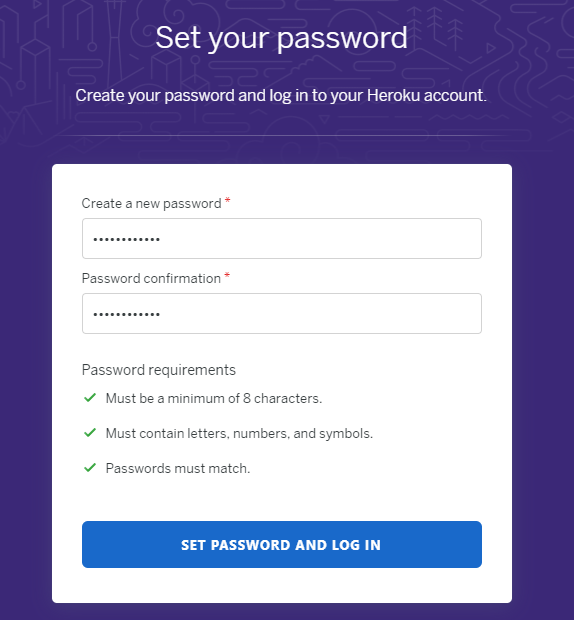 Set your password
Create your password and log in to your Heroku account.
Create a new password *
••••••••••••
Password confirmation *
••••••••••••
Password requirements
Must be a minimum of 8 characters.
Must contain letters, numbers, and symbols.
Passwords must match.
SET PASSWORD AND LOG IN